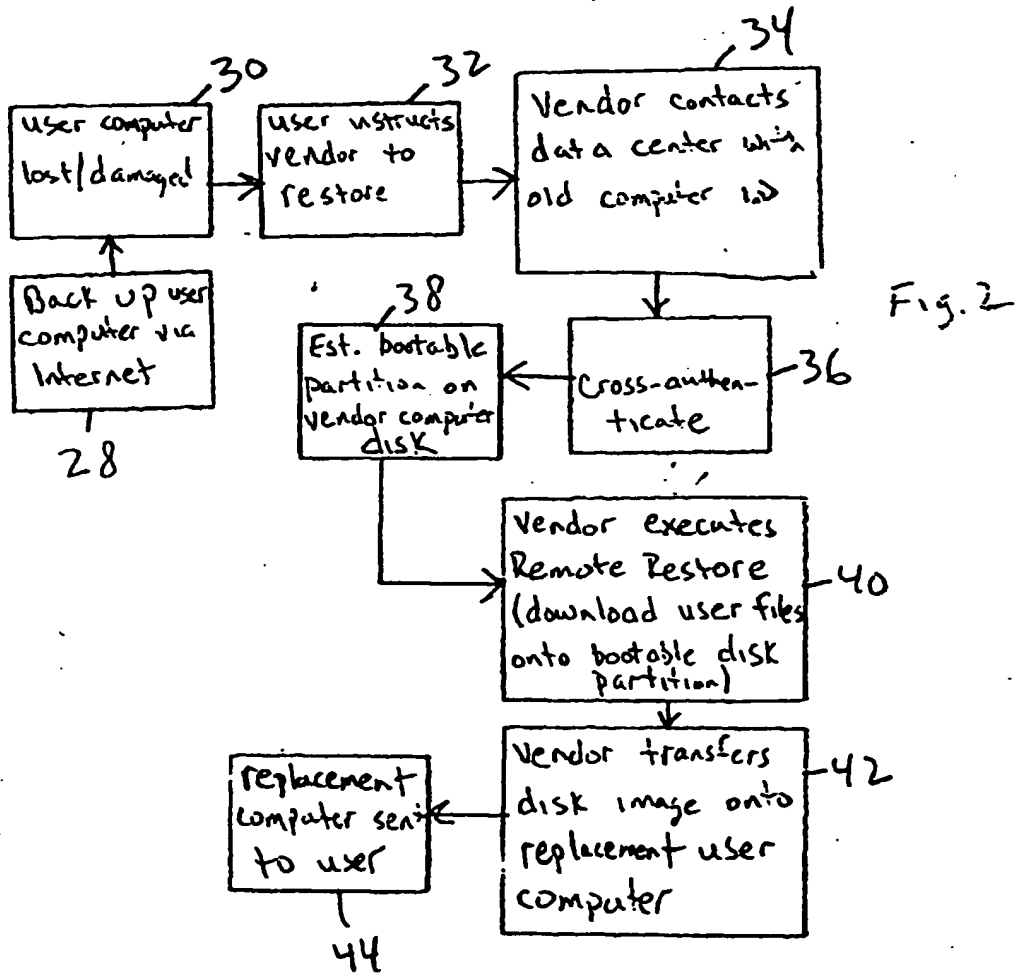 30
user computer
lost/damaged
32
user instructs
vendor to
restore
34
Vendor contacts
data center with
old computer I.D
Back up user
computer via
Internet
28
Fig. 2
38
Est. bootable
partition on
vendor computer
disk
36
cross-authen-
ticate
Vendor executes
Remote Restore
(download user files
onto bootable disk
partition)
40
Vendor transfers
disk image onto
replacement user
computer
42
replacement
computer sent
to user
44